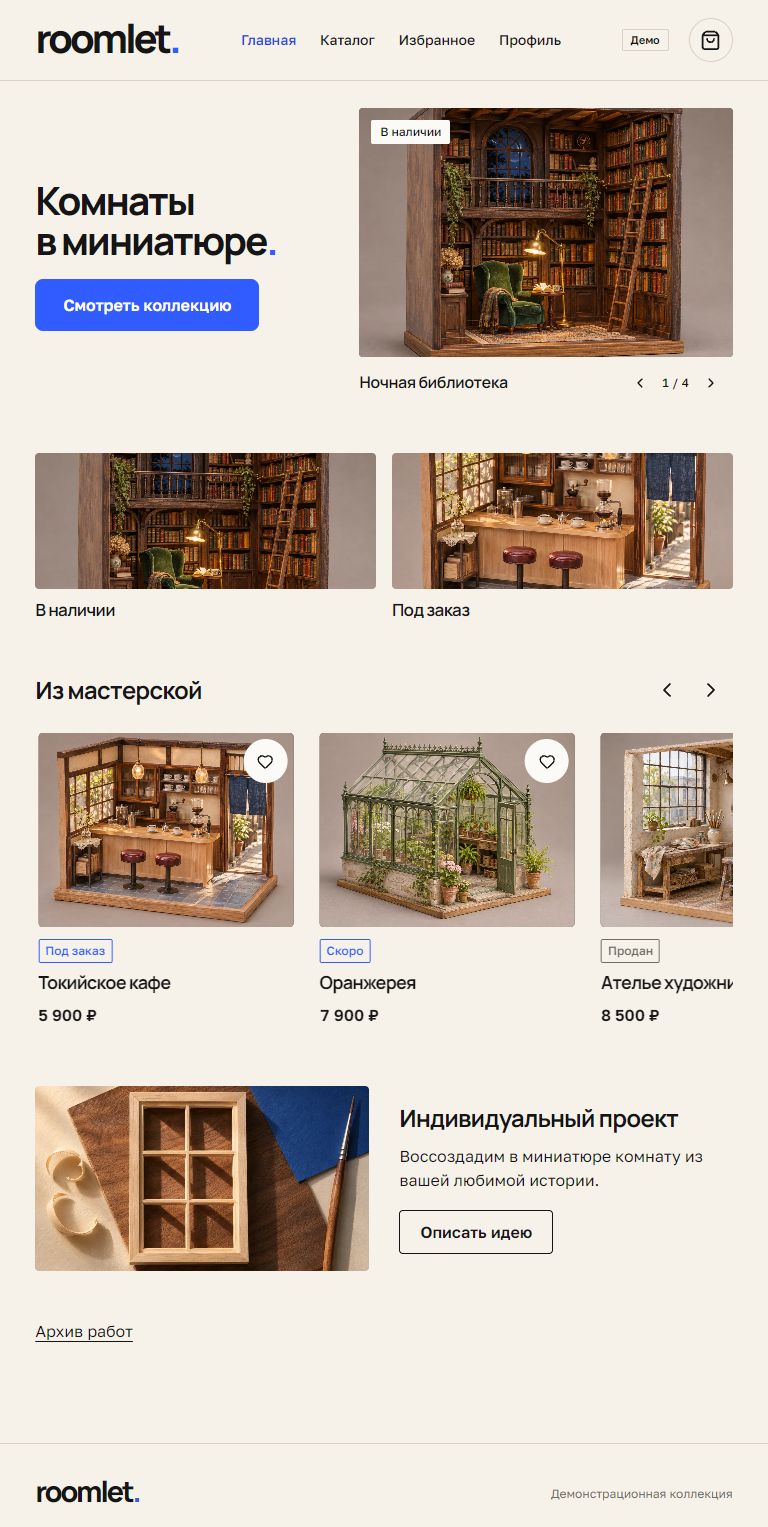 roomlet.
Главная
Каталог
Избранное
Профиль
Демо
В наличии
Комнаты
в миниатюре.
Смотреть коллекцию
Ночная библиотека
1 / 4
В наличии
Под заказ
Из мастерской
Под заказ
Токийское кафе
5 900 ₽
Скоро
Оранжерея
7 900 ₽
Продан
Ателье художни
8 500 ₽
Индивидуальный проект
Воссоздадим в миниатюре комнату из
вашей любимой истории.
Описать идею
Архив работ
roomlet.
Демонстрационная коллекция